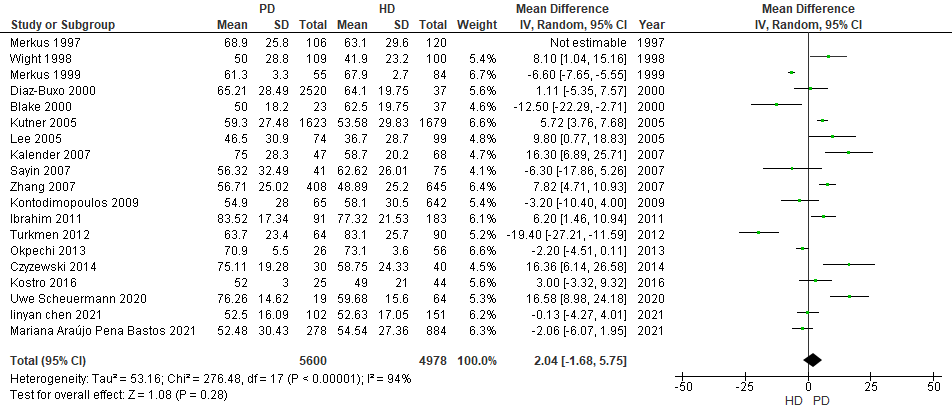 PD HD Mean Difference Mean Difference
Study or Subgroup Mean SD Total Mean SD Total Weight IV, Random, 95% CI Year IV, Random, 95% CI
Merkus 1997 68.9 25.8 106 63.1 29.6 120 Not estimable 1997
Wight 1998 50 28.8 109 41.9 23.2 100 5.4% 8.10 [1.04, 15.16] 1998
Merkus 1999 61.3 3.3 55 67.9 2.7 84 6.9% -6.60 [-7.65, -5.55] 1999
Diaz-Buxo 2000 65.21 28.49 2520 64.1 19.75 37 5.6% 1.11 [-5.35, 7.57] 2000
Blake 2000 50 18.2 23 62.5 19.75 37 4.6% -12.50 [-22.29, -2.71] 2000
Kutner 2005 59.3 27.48 1623 53.58 29.83 1679 6.8% 5.72 [3.76, 7.68] 2005
Lee 2005 46.5 30.9 74 36.7 28.7 99 4.8% 9.80 [0.77, 18.83] 2005
Kalender 2007 75 28.3 47 58.7 20.2 68 4.7% 16.30 [6.89, 25.71] 2007
Sayin 2007 56.32 32.49 41 62.62 26.01 75 4.0% -6.30 [-17.86, 5.26] 2007
Zhang 2007 56.71 25.02 408 48.89 25.2 645 6.6% 7.82 [4.71, 10.93] 2007
Kontodimopoulos 2009 54.9 28 65 58.1 30.5 642 5.4% -3.20 [-10.40, 4.00] 2009
Ibrahim 2011 83.52 17.34 91 77.32 21.53 183 6.1% 6.20 [1.46, 10.94] 2011
Turkmen 2012 63.7 23.4 64 83.1 25.7 90 5.2% -19.40 [-27.21, -11.59] 2012
Okpechi 2013 70.9 5.5 26 73.1 3.6 56 6.8% -2.20 [-4.51, 0.11] 2013
Czyzewski 2014 75.11 19.28 30 58.75 24.33 40 4.4% 16.36 [6.14, 26.58] 2014
Kostro 2016 52 3 25 49 21 44 5.6% 3.00 [-3.32, 9.32] 2016
Uwe Scheuermann 2020 76.26 14.62 19 59.68 15.6 64 5.3% 16.58 [8.98, 24.18] 2020
linyan chen 2021 52.5 16.09 102 52.63 17.05 151 6.3% -0.13 [-4.27, 4.01] 2021
Mariana Araújo Pena Bastos 2021 52.48 30.43 278 54.54 27.36 884 6.3% -2.06 [-6.07, 1.95] 2021
Total (95% CI) 5600 4978 100.0% 2.04 [-1.68, 5.75]
Heterogeneity: Tau² = 53.16; Chi² = 276.48, df = 17 (P < 0.00001); I² = 94%
Test for overall effect: Z = 1.08 (P = 0.28)
-50 -25 0 25 50
HD PD